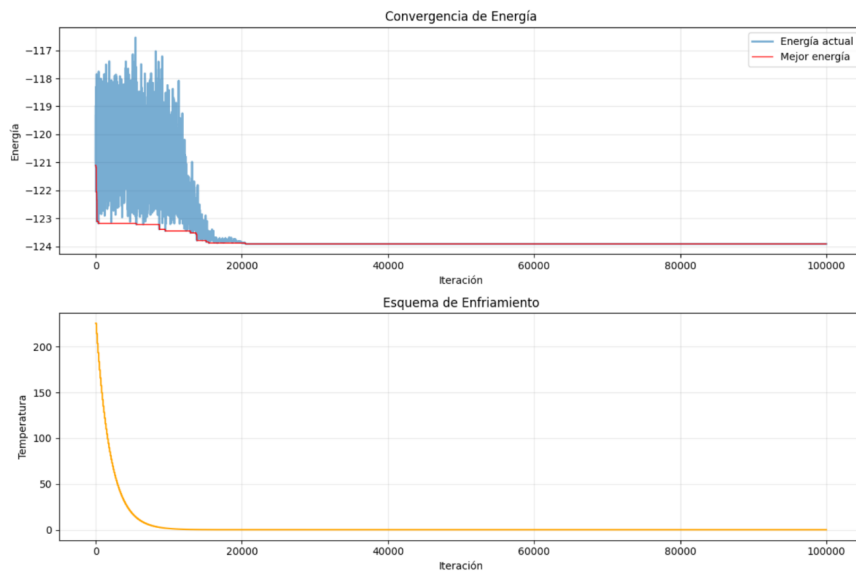 Convergencia de Energía
Energía actual
Mejor energía
−117
−118
−119
−120
−121
−122
−123
−124
Energía
0 20000 40000 60000 80000 100000
Iteración
Esquema de Enfriamiento
200
150
100
50
0
Temperatura
0 20000 40000 60000 80000 100000
Iteración